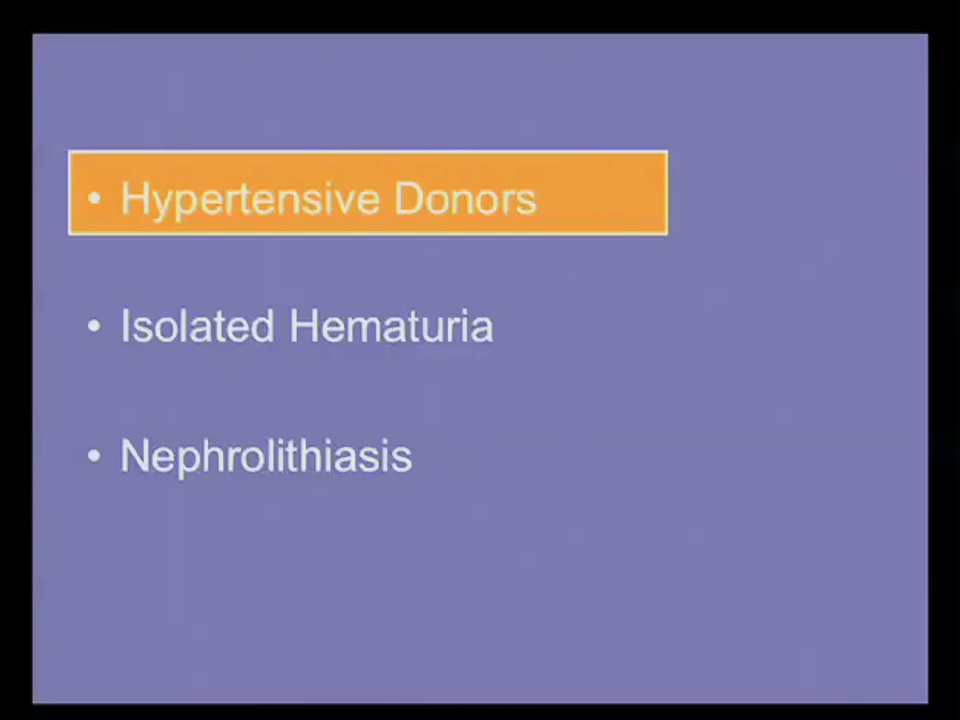 • Hypertensive Donors
• Isolated Hematuria
• Nephrolithiasis